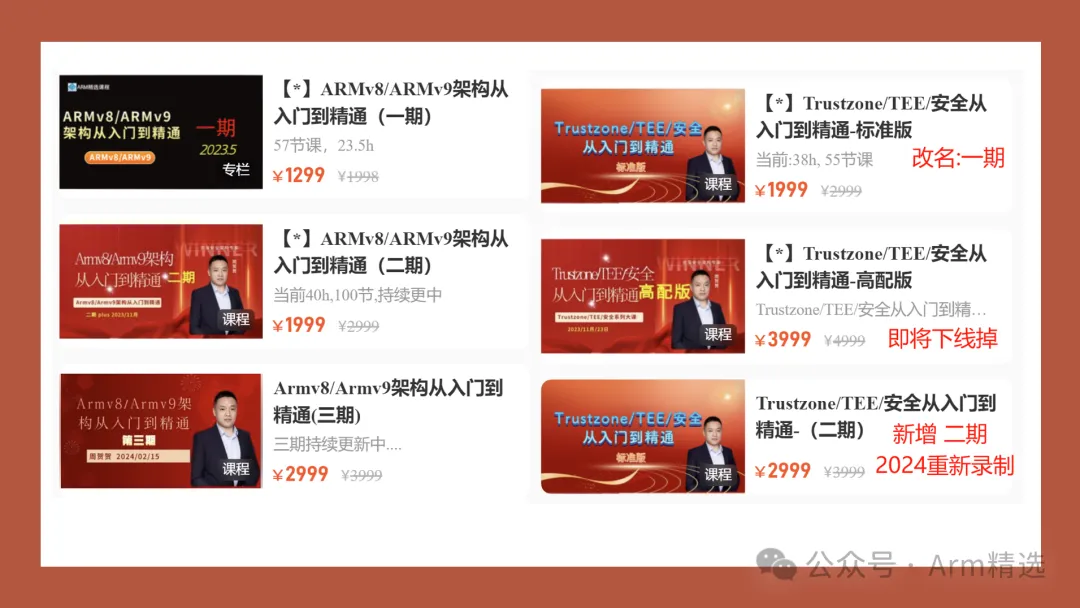 ARM精选课程
ARMv8/ARMv9
架构从入门到精通
一期
2023.5
ARMv8/ARMv9
专栏
【*】ARMv8/ARMv9架构从
入门到精通（一期）
57节课，23.5h
¥1299 ¥1998
WINNER
Armv8/Armv9架构
从入门到精通 二期
Armv8/Armv9架构从入门到精通
二期 plus 2023/11月
课程
【*】ARMv8/ARMv9架构从
入门到精通（二期）
当前40h,100节,持续更中
¥1999 ¥2999
Armv8/Armv9架
构从入门到精通
第三期
周贺贺 2024/02/15
课程
Armv8/Armv9架构从入门到
精通(三期)
三期持续更新中....
¥2999 ¥3999
Trustzone/TEE/安全
从入门到精通
标准版
课程
【*】Trustzone/TEE/安全从
入门到精通-标准版
当前:38h, 55节课
改名:一期
¥1999 ¥2999
WINNER
Trustzone/TEE/安全
从入门到精通 高配版
Trustzone/TEE/安全系列大课
2023/11月/23日
课程
【*】Trustzone/TEE/安全从
入门到精通-高配版
Trustzone/TEE/安全从入门到精…
¥3999 ¥4999
即将下线掉
Trustzone/TEE/安全
从入门到精通
标准版
课程
Trustzone/TEE/安全从入门到
精通-（二期）
新增 二期
2024重新录制
¥2999 ¥3999
公众号 · Arm精选